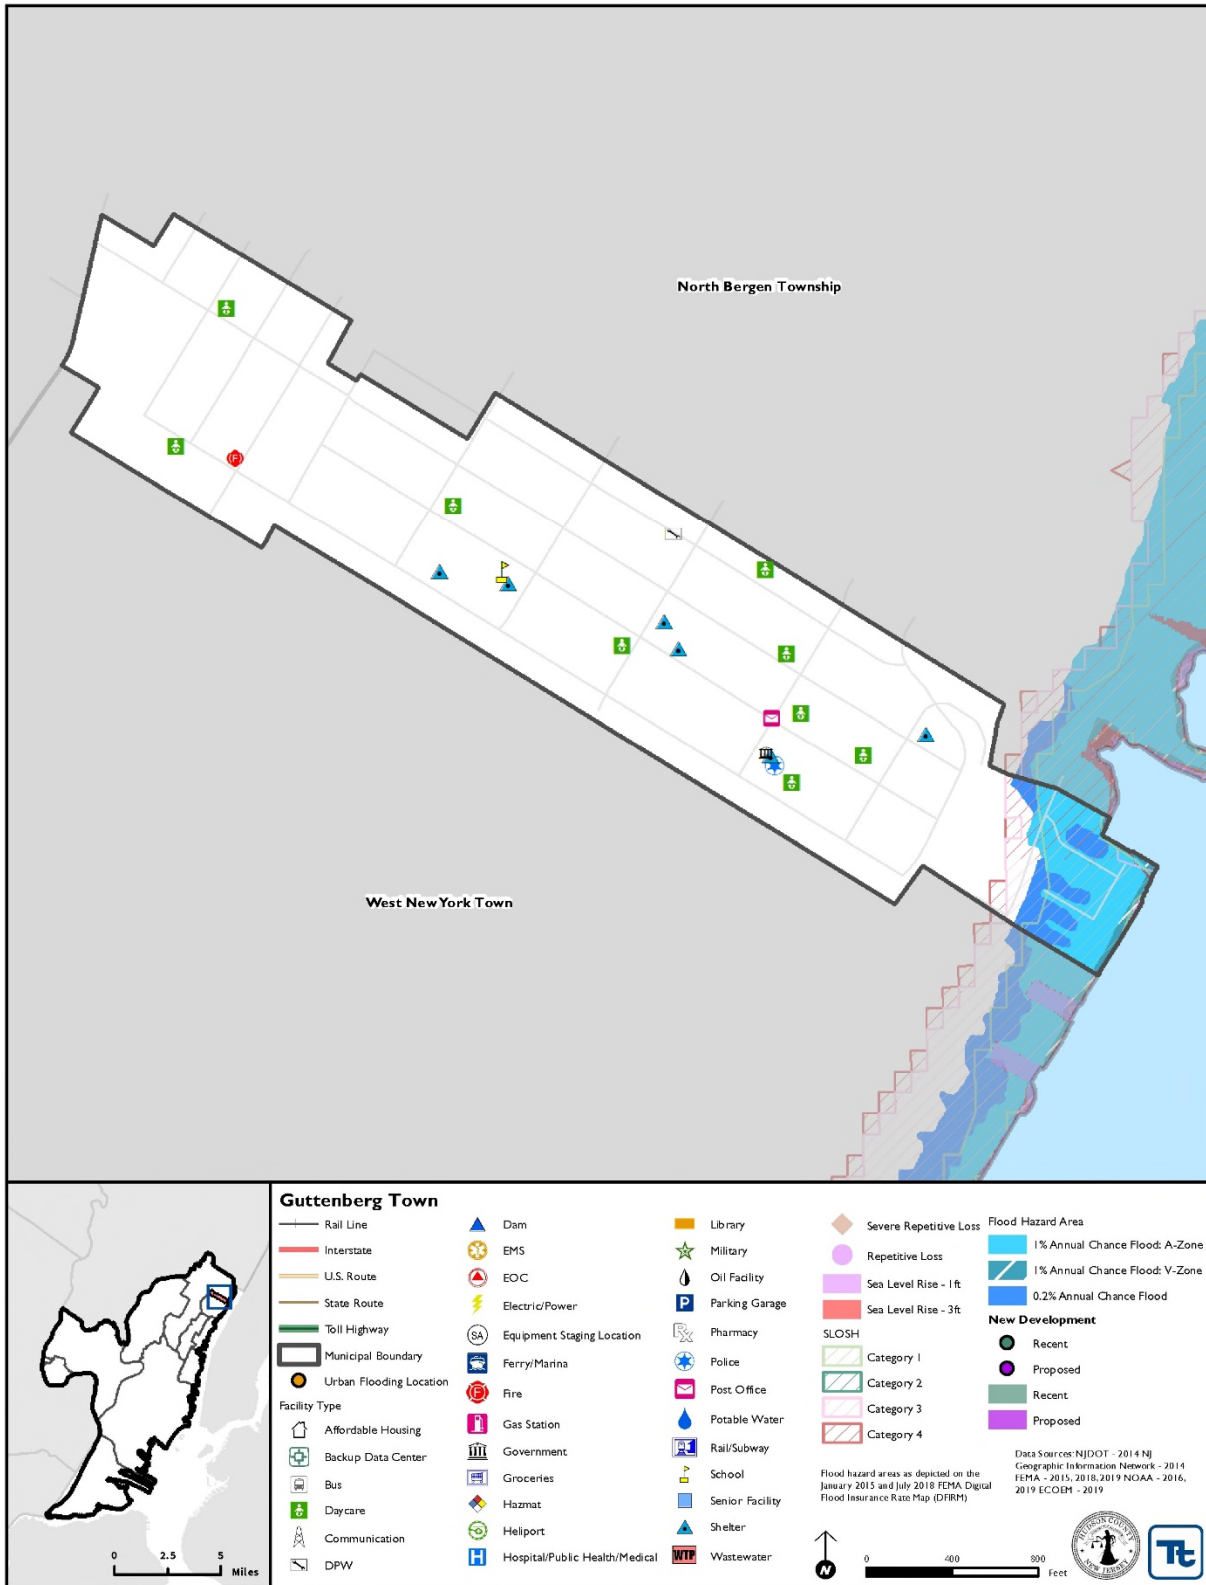 North Bergen Township
West New York Town
Guttenberg Town
Rail Line
Interstate
U.S. Route
State Route
Toll Highway
Municipal Boundary
Urban Flooding Location
Facility Type
Affordable Housing
Backup Data Center
Bus
Daycare
Communication
DPW
Dam
EMS
EOC
Electric/Power
SA Equipment Staging Location
Ferry/Marina
F Fire
Gas Station
Government
Groceries
Hazmat
Heliport
H Hospital/Public Health/Medical
Library
Military
Oil Facility
P Parking Garage
Rx Pharmacy
Police
Post Office
Potable Water
Rail/Subway
School
Senior Facility
Shelter
WTP Wastewater
Severe Repetitive Loss
Repetitive Loss
Sea Level Rise - 1ft
Sea Level Rise - 3ft
SLOSH
Category 1
Category 2
Category 3
Category 4
Flood Hazard Area
1% Annual Chance Flood: A-Zone
1% Annual Chance Flood: V-Zone
0.2% Annual Chance Flood
New Development
Recent
Proposed
Recent
Proposed
Flood hazard areas as depicted on the
January 2015 and July 2018 FEMA Digital
Flood Insurance Rate Map (DFIRM)
Data Sources: NJDOT - 2014 NJ
Geographic Information Network - 2014
FEMA - 2015, 2018, 2019 NOAA - 2016,
2019 ECOEM - 2019
0 2.5 5
Miles
N
0 400 800
Feet
HUDSON COUNTY
NEW JERSEY
Tt